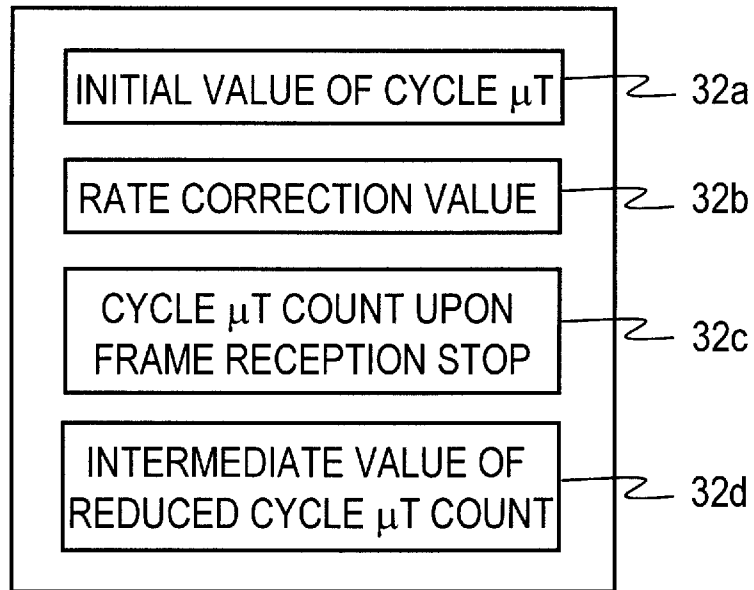 INITIAL VALUE OF CYCLE μT
32a
RATE CORRECTION VALUE
32b
CYCLE μT COUNT UPON
FRAME RECEPTION STOP
32c
INTERMEDIATE VALUE OF
REDUCED CYCLE μT COUNT
32d